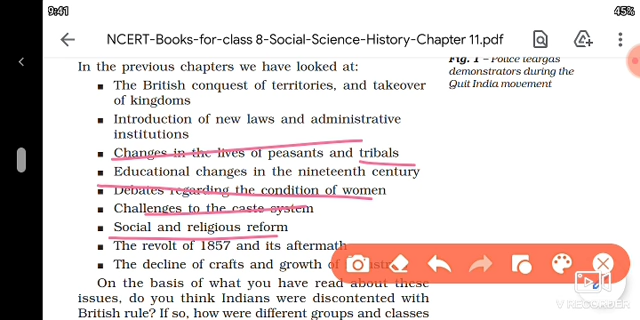 9:41
45%
NCERT-Books-for-class 8-Social-Science-History-Chapter 11.pdf
In the previous chapters we have looked at:
Fig. 1 – Police teargas
demonstrators during the
Quit India movement
■ The British conquest of territories, and takeover
of kingdoms
■ Introduction of new laws and administrative
institutions
■ Changes in the lives of peasants and tribals
■ Educational changes in the nineteenth century
■ Debates regarding the condition of women
■ Challenges to the caste system
■ Social and religious reform
■ The revolt of 1857 and its aftermath
■ The decline of crafts and growth of
On the basis of what you have read about these
issues, do you think Indians were discontented with
British rule? If so, how were different groups and classes
RECORDER